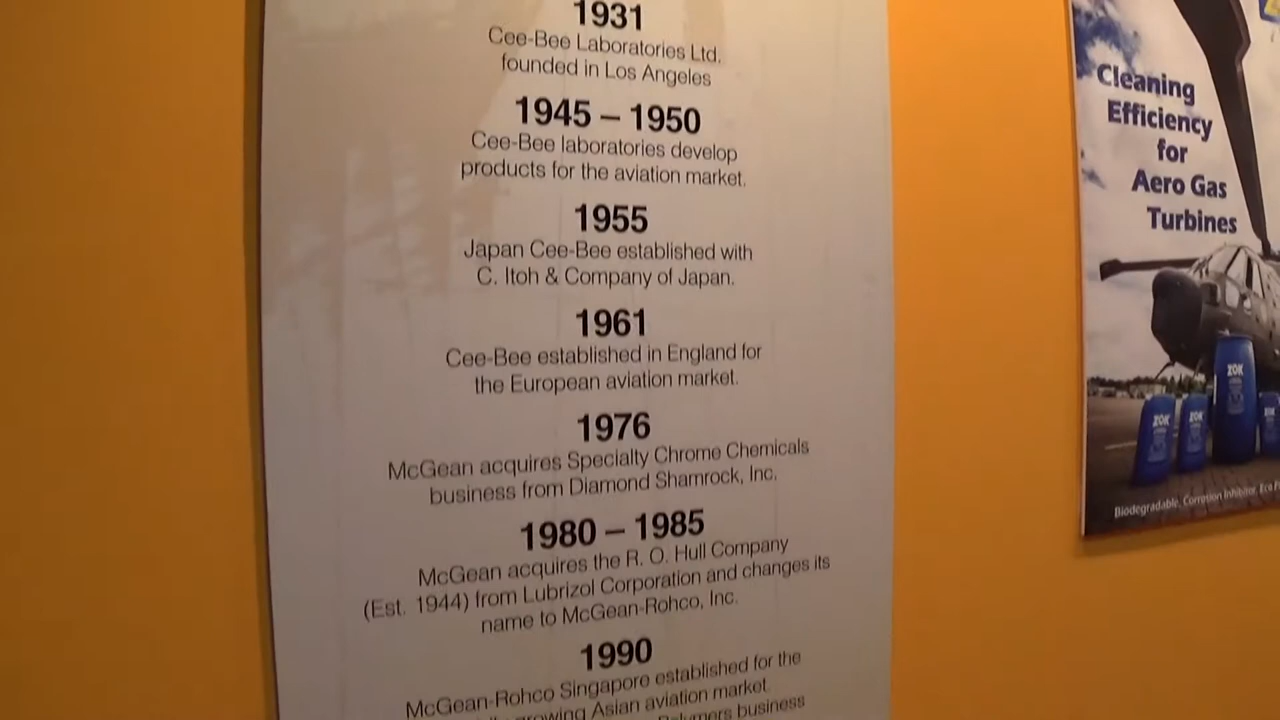 1931
Cee-Bee Laboratories Ltd.
founded in Los Angeles
1945 – 1950
Cee-Bee laboratories develop
products for the aviation market.
1955
Japan Cee-Bee established with
C. Itoh & Company of Japan.
1961
Cee-Bee established in England for
the European aviation market.
1976
McGean acquires Specialty Chrome Chemicals
business from Diamond Shamrock, Inc.
1980 – 1985
McGean acquires the R. O. Hull Company
(Est. 1944) from Lubrizol Corporation and changes its
name to McGean-Rohco, Inc.
1990
McGean-Rohco Singapore established for the
growing Asian aviation market
business
Cleaning
Efficiency
for
Aero Gas
Turbines
ZOK
ZOK
ZOK
Biodegradable, Corrosion Inhibitor,